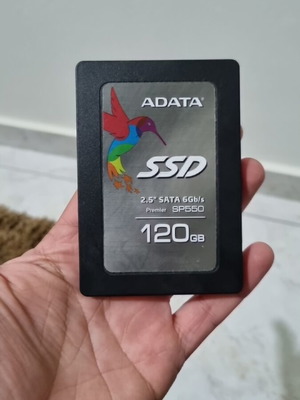 ADATA
SSD
2.5" SATA 6Gb/s
Premier SP550
120GB